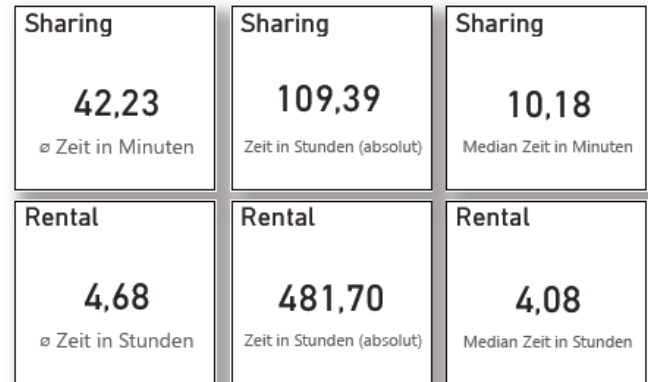 Sharing
42,23
ø Zeit in Minuten
Sharing
109,39
Zeit in Stunden (absolut)
Sharing
10,18
Median Zeit in Minuten
Rental
4,68
ø Zeit in Stunden
Rental
481,70
Zeit in Stunden (absolut)
Rental
4,08
Median Zeit in Stunden